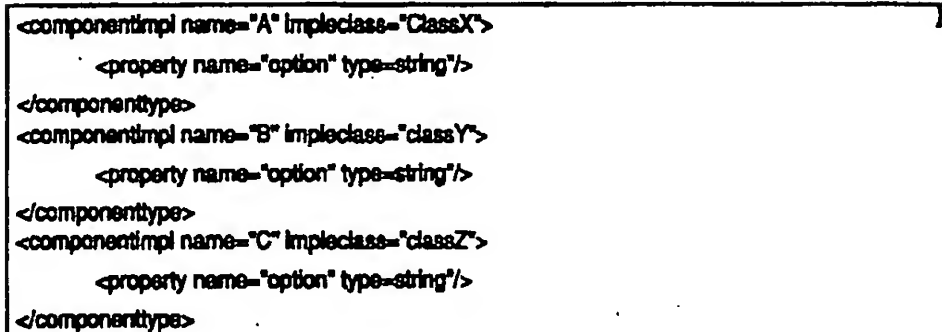 <componentimpl name="A" impleclass="ClassX">
<property name="option" type=string"/>
</componenttype>
<componentimpl name="B" impleclass="classY">
<property name="option" type=string"/>
</componenttype>
<componentimpl name="C" impleclass="classZ">
<property name="option" type=string"/>
</componenttype>